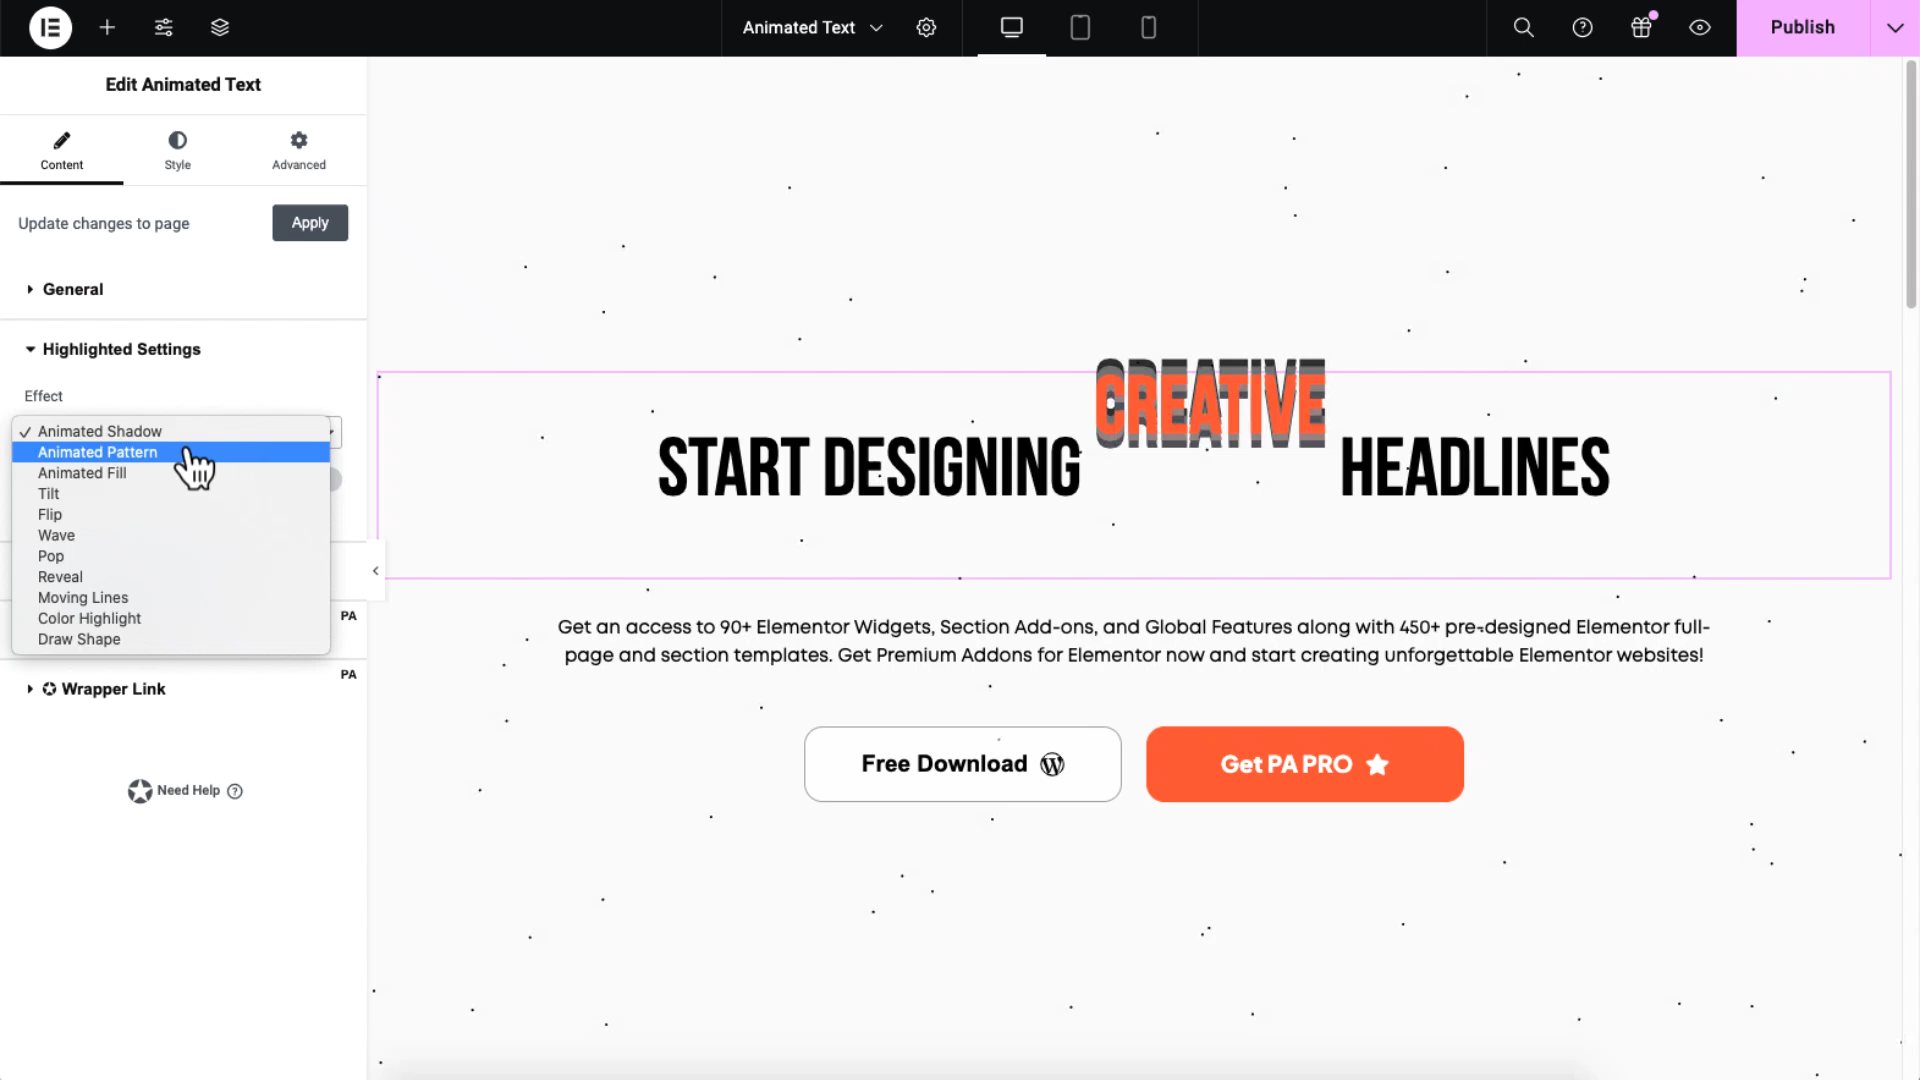 Animated Text
Publish
Edit Animated Text
Content
Style
Advanced
Update changes to page
Apply
General
Highlighted Settings
Effect
Animated Shadow
Animated Pattern
Animated Fill
Tilt
Flip
Wave
Pop
Reveal
Moving Lines
Color Highlight
Draw Shape
PA
PA
Wrapper Link
Need Help
START DESIGNING CREATIVE HEADLINES
Get an access to 90+ Elementor Widgets, Section Add-ons, and Global Features along with 450+ pre-designed Elementor full-
page and section templates. Get Premium Addons for Elementor now and start creating unforgettable Elementor websites!
Free Download
Get PA PRO